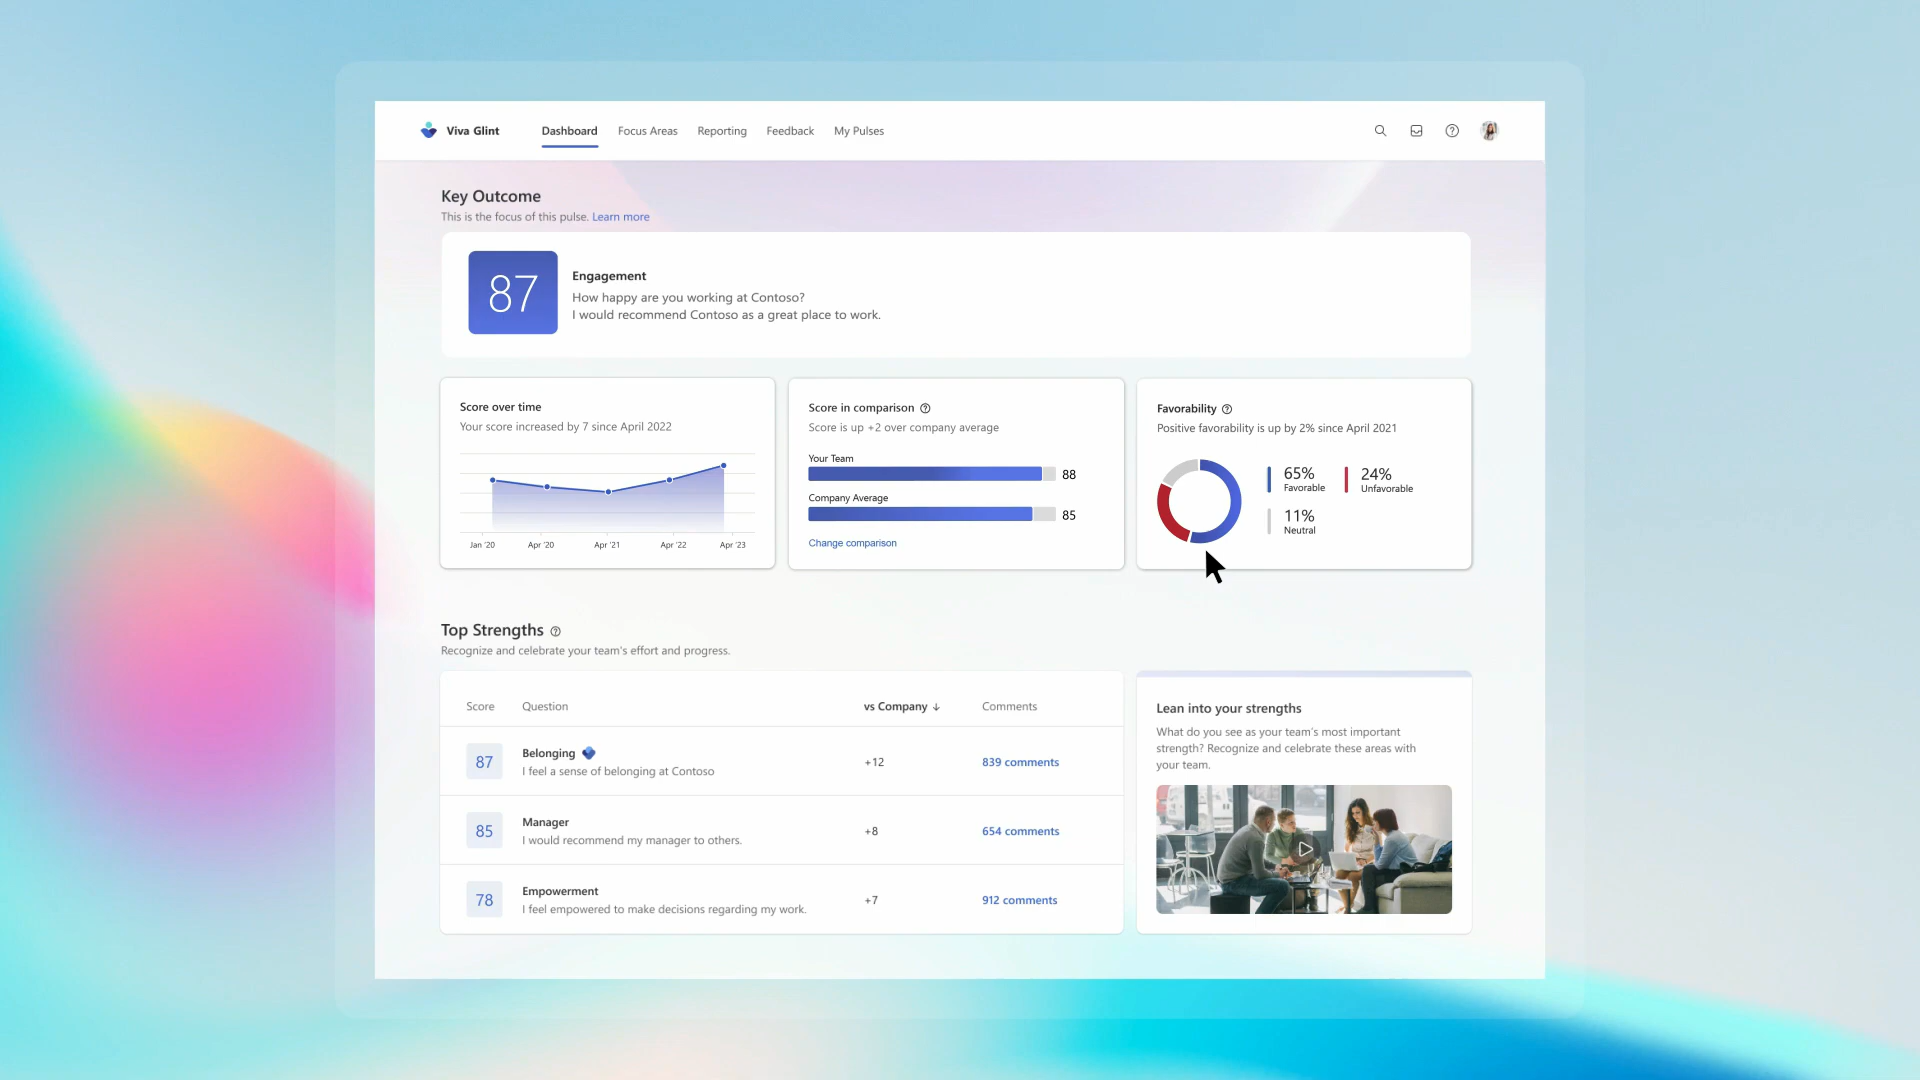 Viva Glint
Dashboard
Focus Areas
Reporting
Feedback
My Pulses
Key Outcome
This is the focus of this pulse. Learn more
87
Engagement
How happy are you working at Contoso?
I would recommend Contoso as a great place to work.
Score over time
Your score increased by 7 since April 2022
Jan '20
Apr '20
Apr '21
Apr '22
Apr '23
Score in comparison
Score is up +2 over company average
Your Team
88
Company Average
85
Change comparison
Favorability
Positive favorability is up by 2% since April 2021
65%
Favorable
24%
Unfavorable
11%
Neutral
Top Strengths
Recognize and celebrate your team's effort and progress.
Score
Question
vs Company
Comments
87
Belonging
I feel a sense of belonging at Contoso
+12
839 comments
85
Manager
I would recommend my manager to others.
+8
654 comments
78
Empowerment
I feel empowered to make decisions regarding my work.
+7
912 comments
Lean into your strengths
What do you see as your team's most important
strength? Recognize and celebrate these areas with
your team.